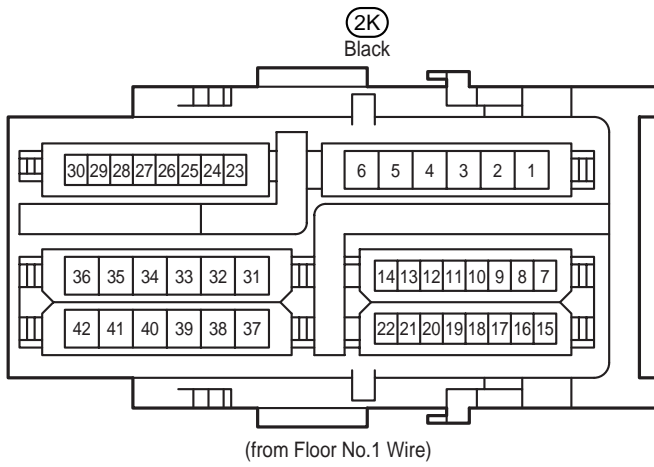 2K
Black
30 29 28 27 26 25 24 23
6 5 4 3 2 1
36 35 34 33 32 31
14 13 12 11 10 9 8 7
42 41 40 39 38 37
22 21 20 19 18 17 16 15
(from Floor No.1 Wire)